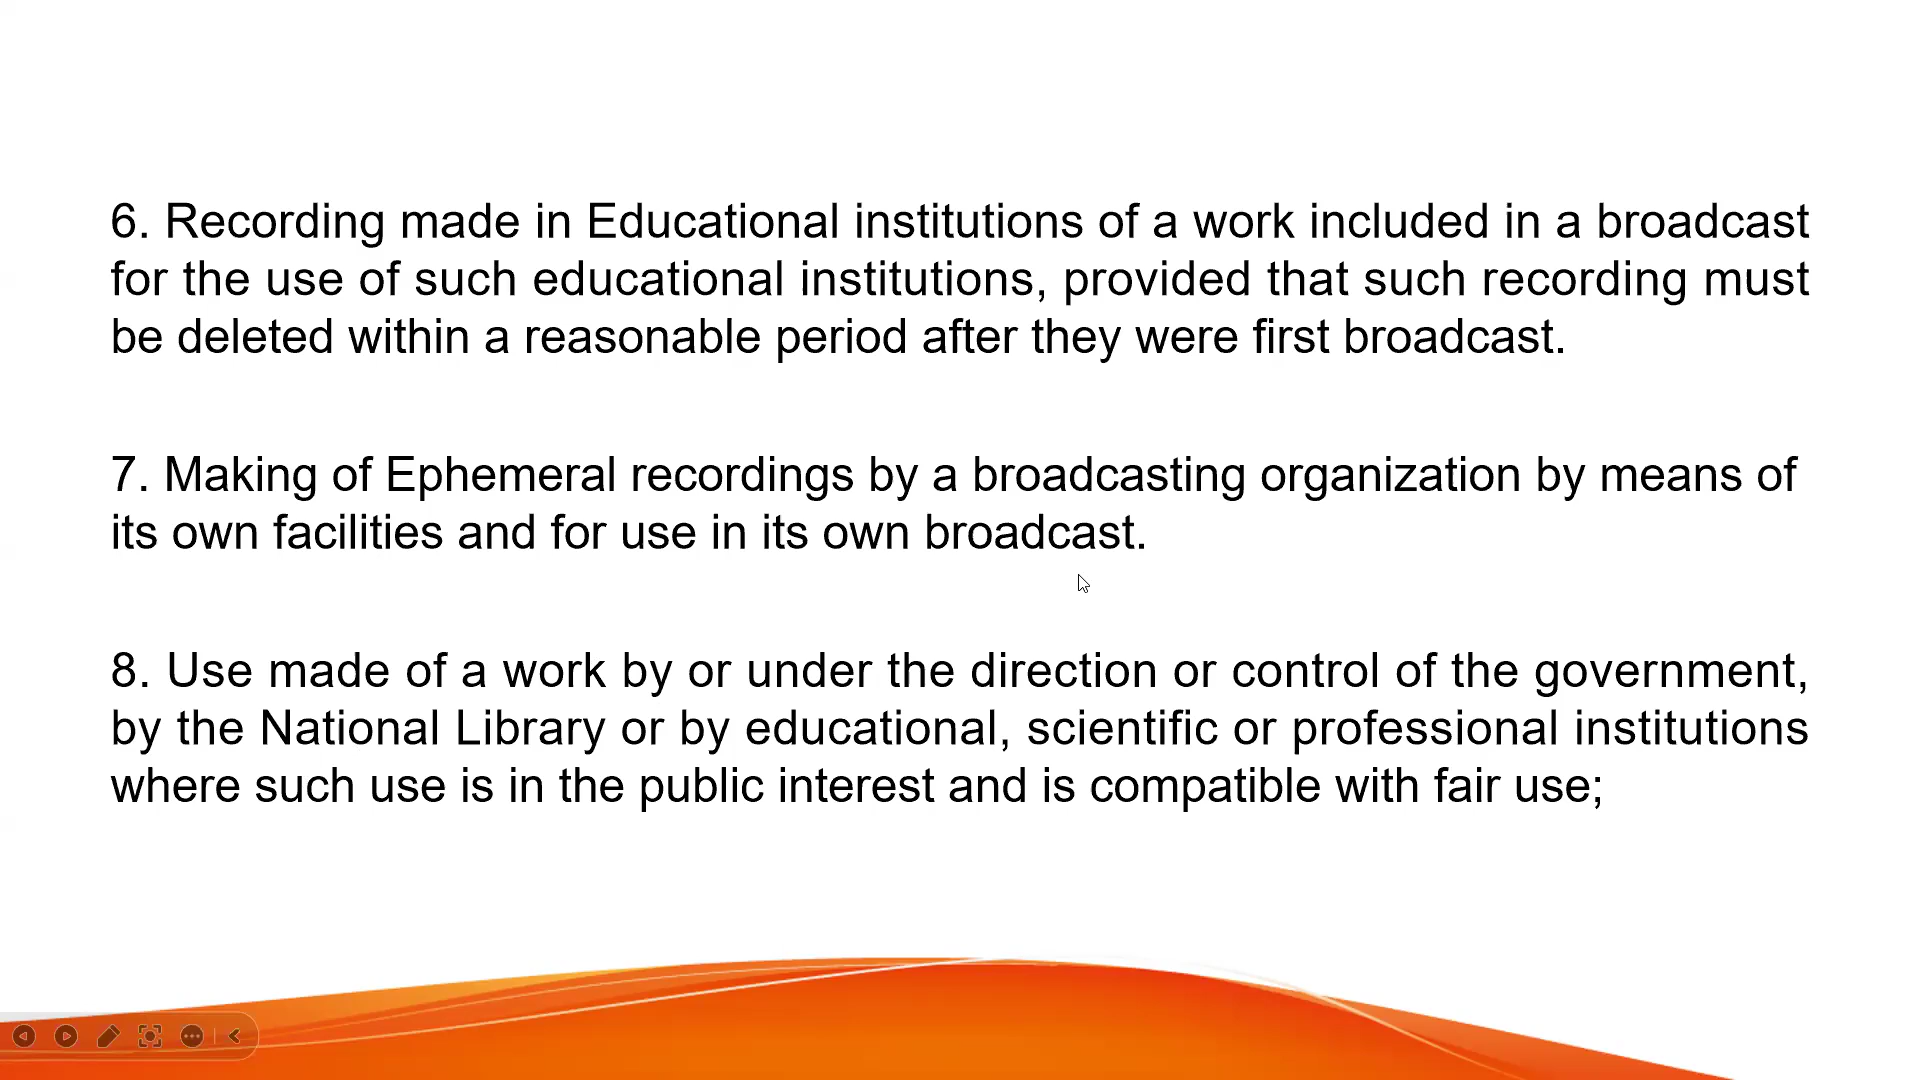 6. Recording made in Educational institutions of a work included in a broadcast
for the use of such educational institutions, provided that such recording must
be deleted within a reasonable period after they were first broadcast.
7. Making of Ephemeral recordings by a broadcasting organization by means of
its own facilities and for use in its own broadcast.
8. Use made of a work by or under the direction or control of the government,
by the National Library or by educational, scientific or professional institutions
where such use is in the public interest and is compatible with fair use;